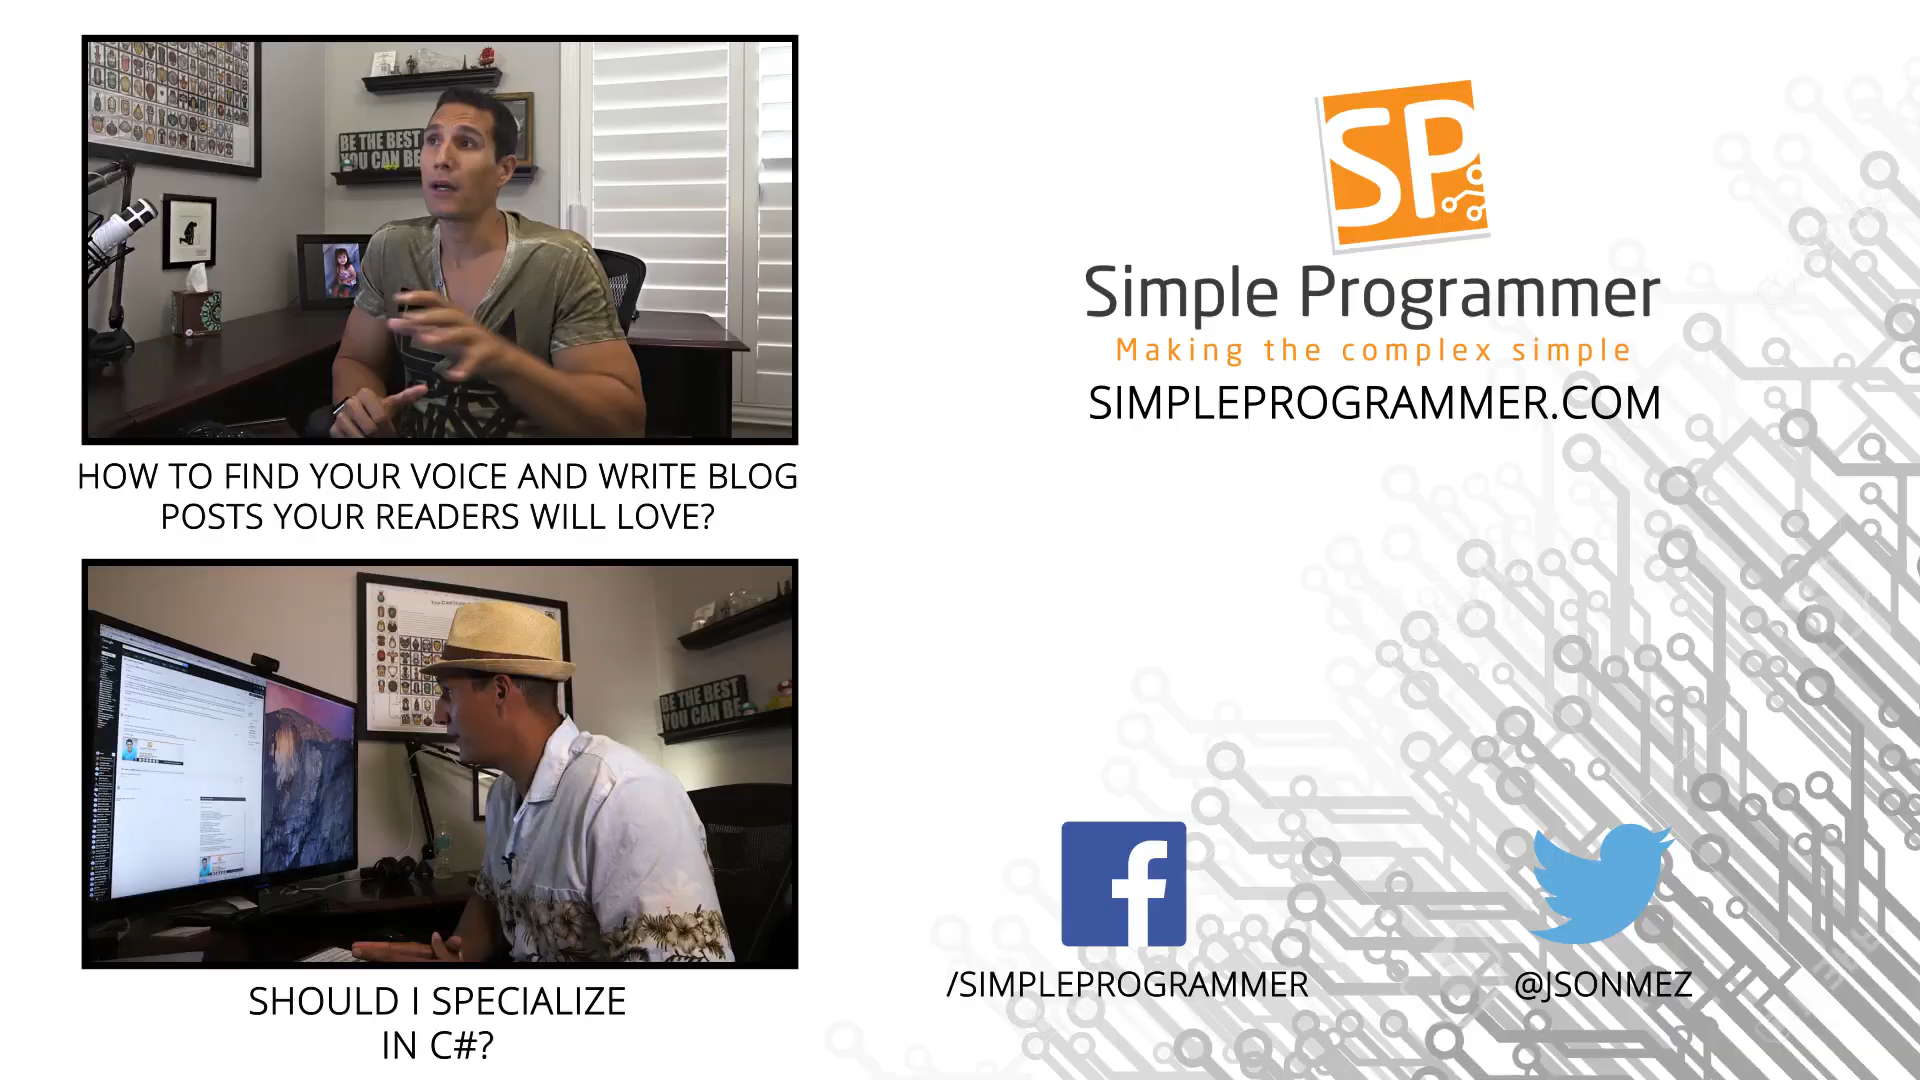 BE THE BEST
YOU CAN BE
HOW TO FIND YOUR VOICE AND WRITE BLOG
POSTS YOUR READERS WILL LOVE?
BE THE BEST
YOU CAN BE
SHOULD I SPECIALIZE
IN C#?
SP
Simple Programmer
Making the complex simple
SIMPLEPROGRAMMER.COM
/SIMPLEPROGRAMMER
@JSONMEZ